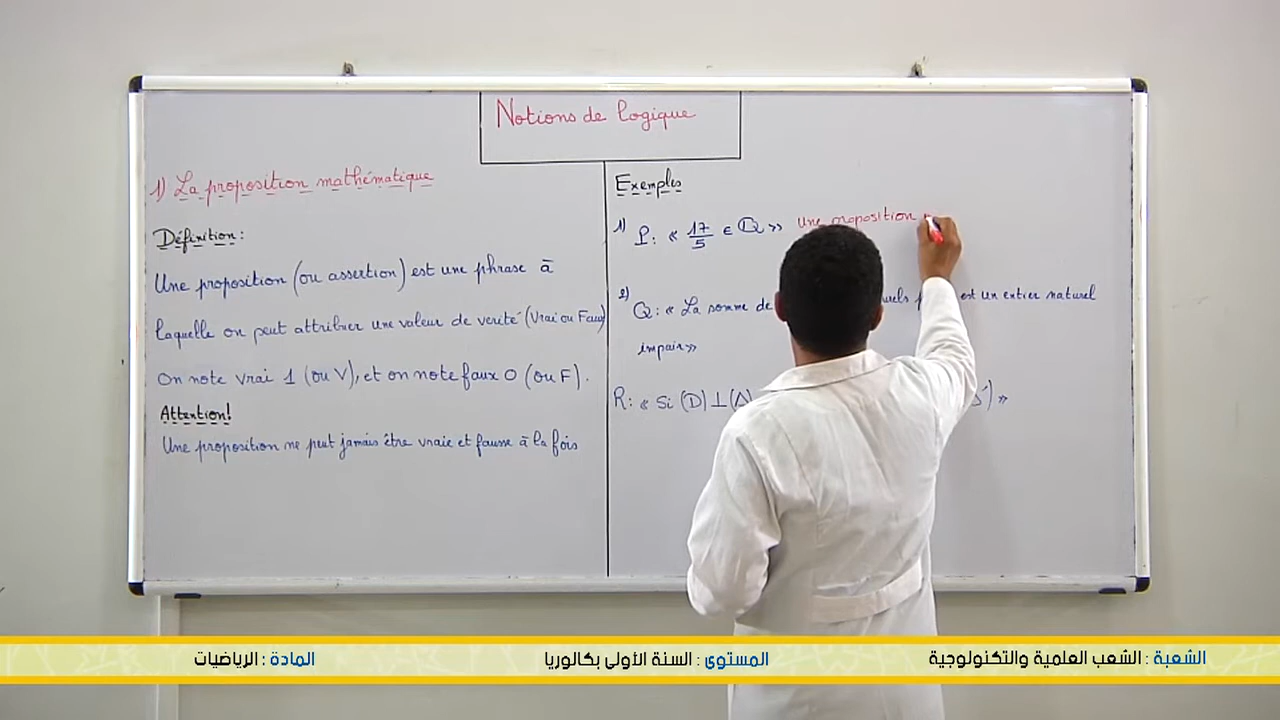 Notions de logique
1) La proposition mathématique
Définition :
Une proposition (ou assertion) est une phrase à
laquelle on peut attribuer une valeur de verité (Vrai ou Faux)
On note vrai 1 (ou V), et on note faux 0 (ou F).
Attention!
Une proposition ne peut jamais être vraie et fausse à la fois
Exemples
1) P: « 17/5 ∈ Q » Une proposition
2) Q: « La somme de est un entier naturel
impair »
R: « Si (D) ⊥ (Δ) ) »
الشعبة : الشعب العلمية والتكنولوجية
المستوى : السنة الأولى بكالوريا
المادة : الرياضيات